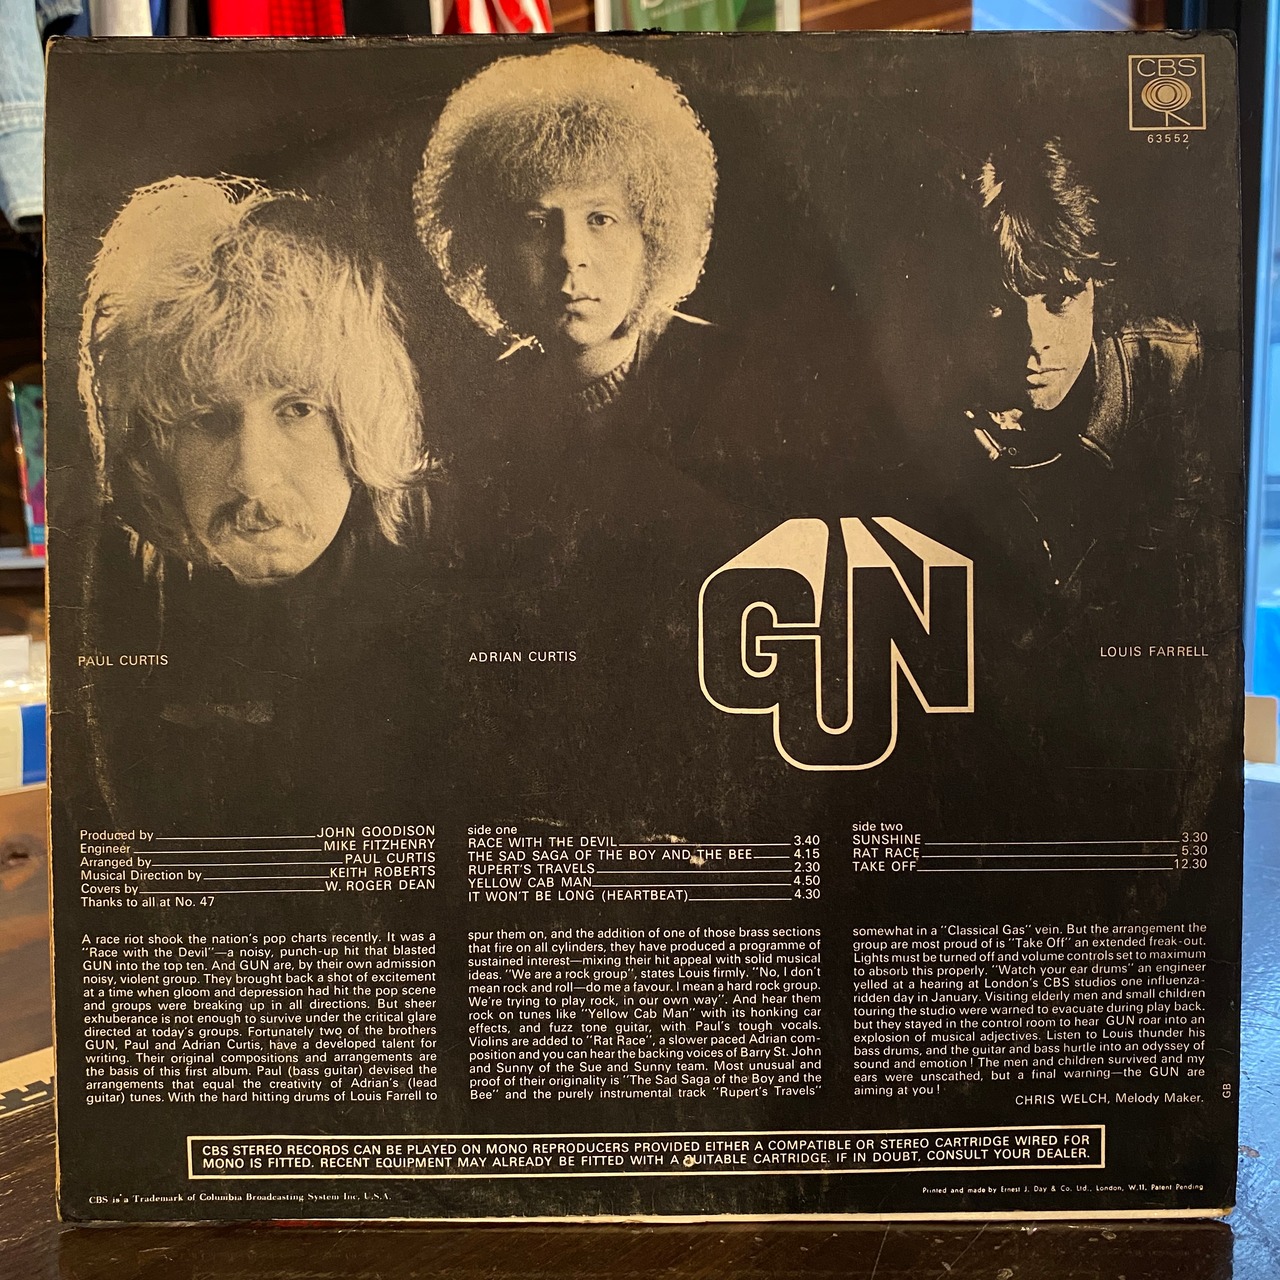 CBS
63552
PAUL CURTIS
ADRIAN CURTIS
LOUIS FARRELL
GUN
Produced by JOHN GOODISON
Engineer MIKE FITZHENRY
Arranged by PAUL CURTIS
Musical Direction by KEITH ROBERTS
Covers by W. ROGER DEAN
Thanks to all at No. 47
side one
RACE WITH THE DEVIL 3.40
THE SAD SAGA OF THE BOY AND THE BEE 4.15
RUPERT'S TRAVELS 2.30
YELLOW CAB MAN 4.50
IT WON'T BE LONG (HEARTBEAT) 4.30
side two
SUNSHINE 3.30
RAT RACE 5.30
TAKE OFF 12.30
A race riot shook the nation's pop charts recently. It was a
"Race with the Devil"—a noisy, punch-up hit that blasted
GUN into the top ten. And GUN are, by their own admission
noisy, violent group. They brought back a shot of excitement
at a time when gloom and depression had hit the pop scene
and groups were breaking up in all directions. But sheer
exhuberance is not enough to survive under the critical glare
directed at today's groups. Fortunately two of the brothers
GUN, Paul and Adrian Curtis, have a developed talent for
writing. Their original compositions and arrangements are
the basis of this first album. Paul (bass guitar) devised the
arrangements that equal the creativity of Adrian's (lead
guitar) tunes. With the hard hitting drums of Louis Farrell to
spur them on, and the addition of one of those brass sections
that fire on all cylinders, they have produced a programme of
sustained interest—mixing their hit appeal with solid musical
ideas. "We are a rock group", states Louis firmly. "No, I don't
mean rock and roll—do me a favour. I mean a hard rock group.
We're trying to play rock, in our own way". And hear them
rock on tunes like "Yellow Cab Man" with its honking car
effects, and fuzz tone guitar, with Paul's tough vocals.
Violins are added to "Rat Race", a slower paced Adrian com-
position and you can hear the backing voices of Barry St. John
and Sunny of the Sue and Sunny team. Most unusual and
proof of their originality is "The Sad Saga of the Boy and the
Bee" and the purely instrumental track "Rupert's Travels"
somewhat in a "Classical Gas" vein. But the arrangement the
group are most proud of is "Take Off" an extended freak-out.
Lights must be turned off and volume controls set to maximum
to absorb this properly. "Watch your ear drums" an engineer
yelled at a hearing at London's CBS studios one influenza-
ridden day in January. Visiting elderly men and small children
touring the studio were warned to evacuate during play back.
but they stayed in the control room to hear GUN roar into an
explosion of musical adjectives. Listen to Louis thunder his
bass drums, and the guitar and bass hurtle into an odyssey of
sound and emotion! The men and children survived and my
ears were unscathed, but a final warning—the GUN are
aiming at you!
CHRIS WELCH, Melody Maker.
GB
CBS STEREO RECORDS CAN BE PLAYED ON MONO REPRODUCERS PROVIDED EITHER A COMPATIBLE OR STEREO CARTRIDGE WIRED FOR
MONO IS FITTED. RECENT EQUIPMENT MAY ALREADY BE FITTED WITH A SUITABLE CARTRIDGE. IF IN DOUBT, CONSULT YOUR DEALER.
CBS is a Trademark of Columbia Broadcasting System Inc. U.S.A.
Printed and made by Ernest J. Day & Co. Ltd., London, W.11, Patent Pending